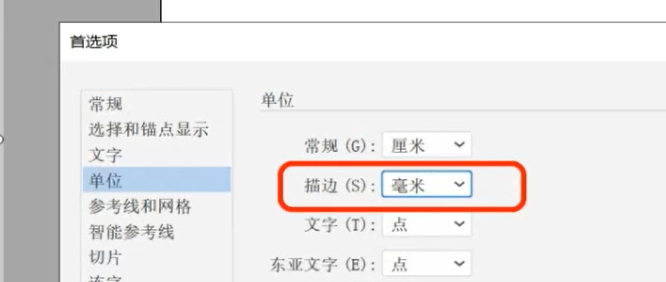 首选项
常规
选择和锚点显示
文字
单位
参考线和网格
智能参考线
切片
单位
常规 (G): 厘米
描边 (S): 毫米
文字 (T): 点
东亚文字 (E): 点